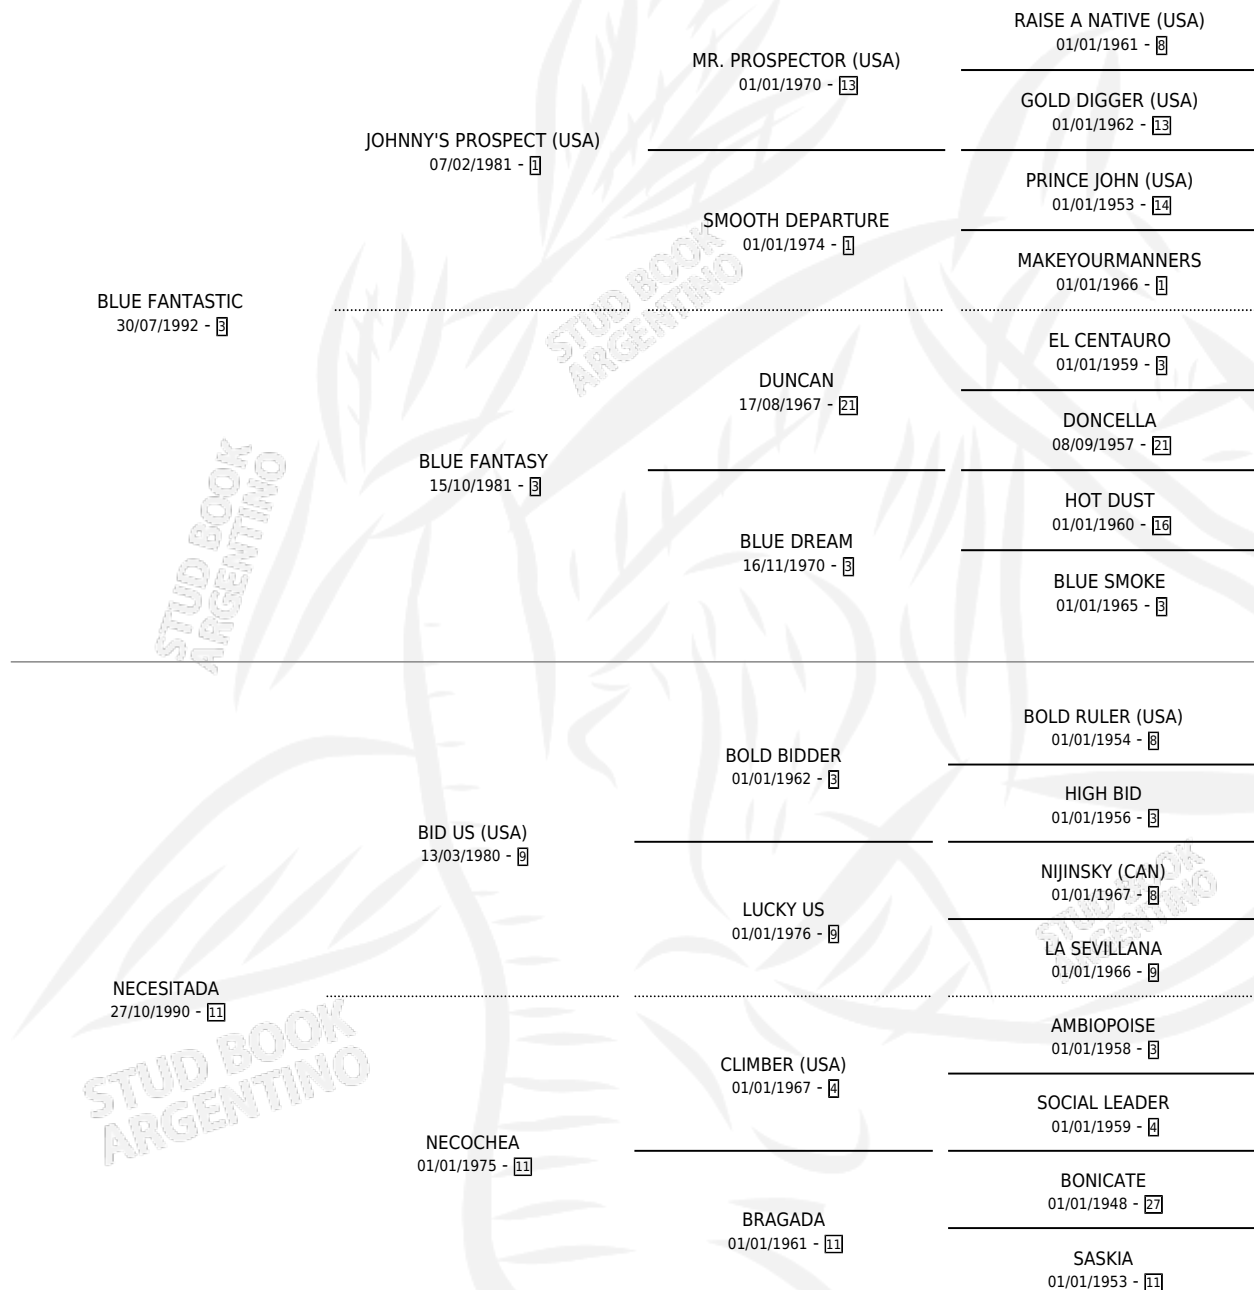 RAISE A NATIVE (USA)
01/01/1961 - 8
MR. PROSPECTOR (USA)
01/01/1970 - 13
GOLD DIGGER (USA)
01/01/1962 - 13
JOHNNY'S PROSPECT (USA)
07/02/1981 - 1
PRINCE JOHN (USA)
01/01/1953 - 14
SMOOTH DEPARTURE
01/01/1974 - 1
MAKEYOURMANNERS
01/01/1966 - 1
BLUE FANTASTIC
30/07/1992 - 3
EL CENTAURO
01/01/1959 - 3
DUNCAN
17/08/1967 - 21
DONCELLA
08/09/1957 - 21
BLUE FANTASY
15/10/1981 - 3
HOT DUST
01/01/1960 - 16
BLUE DREAM
16/11/1970 - 3
BLUE SMOKE
01/01/1965 - 3
STUD BOOK
ARGENTINO
STUD BOOK
ARGENTINO
BOLD RULER (USA)
01/01/1954 - 8
BOLD BIDDER
01/01/1962 - 3
HIGH BID
01/01/1956 - 3
BID US (USA)
13/03/1980 - 9
NIJINSKY (CAN)
01/01/1967 - 8
LUCKY US
01/01/1976 - 9
LA SEVILLANA
01/01/1966 - 9
STUD BOOK
ARGENTINO
NECESITADA
27/10/1990 - 11
AMBIOPOISE
01/01/1958 - 3
CLIMBER (USA)
01/01/1967 - 4
SOCIAL LEADER
01/01/1959 - 4
NECOCHEA
01/01/1975 - 11
BONICATE
01/01/1948 - 27
BRAGADA
01/01/1961 - 11
SASKIA
01/01/1953 - 11
STUD BOOK
ARGENTINO